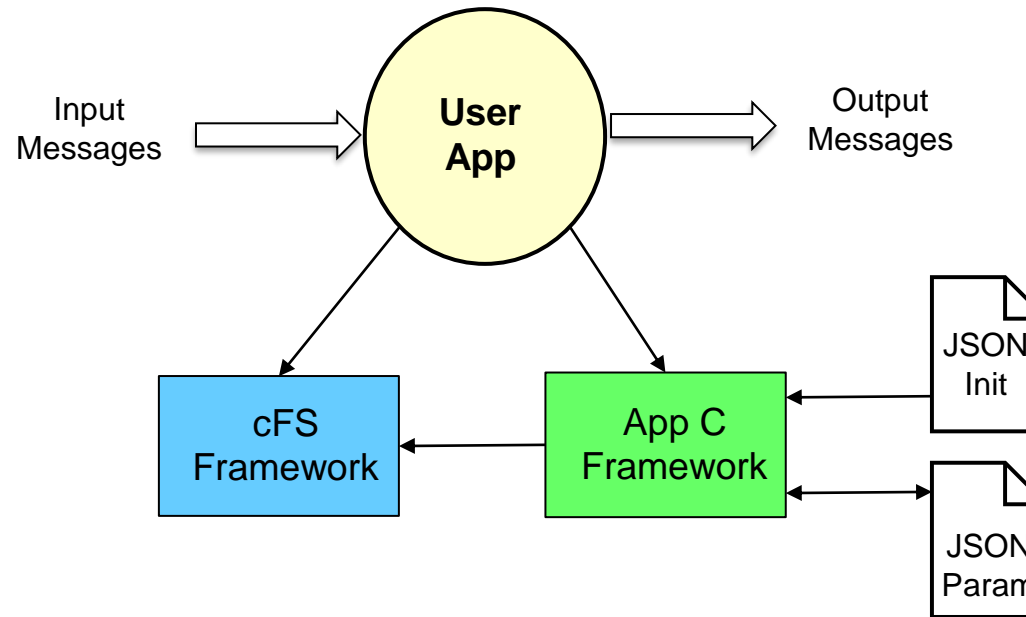 Input
Messages
User
App
Output
Messages
cFS
Framework
App C
Framework
JSON
Init
JSON
Param